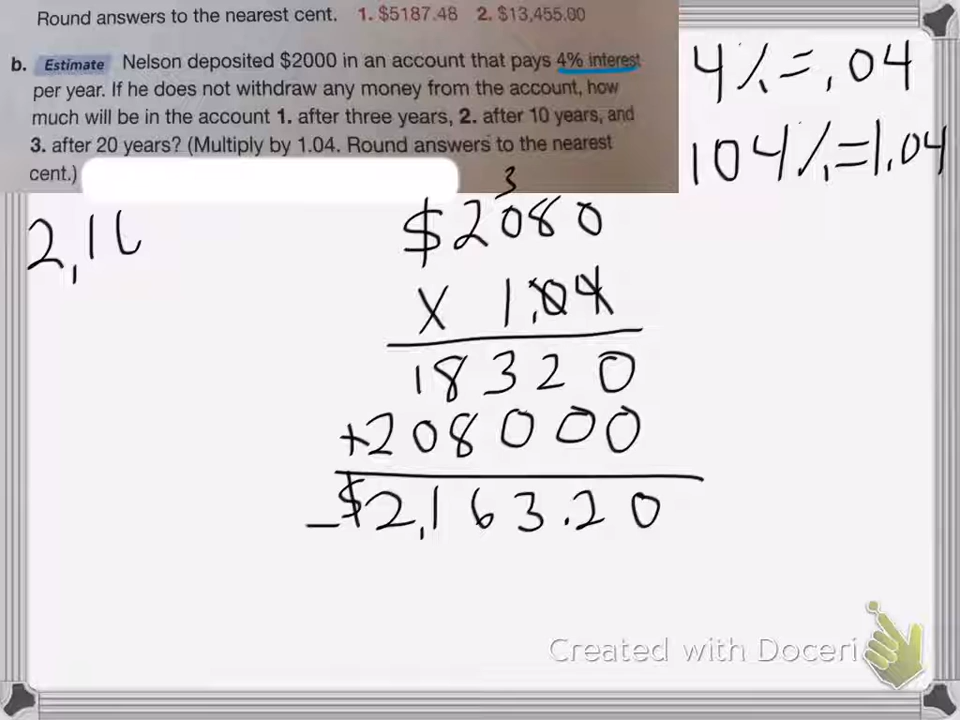 Round answers to the nearest cent. 1. $5187.48 2. $13,455.00
b. Estimate Nelson deposited $2000 in an account that pays 4% interest
per year. If he does not withdraw any money from the account, how
much will be in the account 1. after three years, 2. after 10 years, and
3. after 20 years? (Multiply by 1.04. Round answers to the nearest
cent.)
4%=.04
104%=1.04
2,16
3
$2080
x 1.04
18320
+208000
-$2,163.20
Created with Doceri